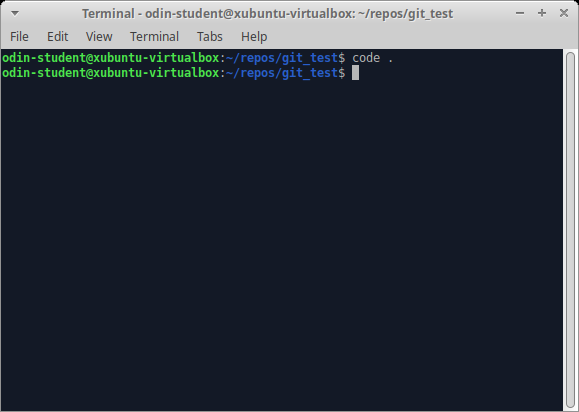 Terminal - odin-student@xubuntu-virtualbox: ~/repos/git_test
File Edit View Terminal Tabs Help
odin-student@xubuntu-virtualbox:~/repos/git_test$ code .
odin-student@xubuntu-virtualbox:~/repos/git_test$